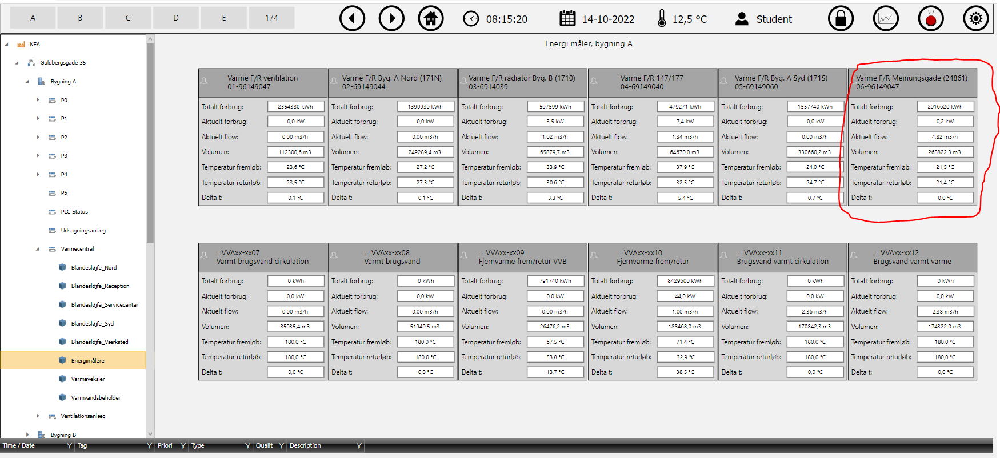 A B C D E 174 08:15:20 14-10-2022 12,5 °C Student
KEA
Guldbergsgade 35
Bygning A
P0
P1
P2
P3
P4
P5
PLC Status
Udsugningsanlæg
Varmecentral
Blandesløjfe_Nord
Blandesløjfe_Reception
Blandesløjfe_Servicecenter
Blandesløjfe_Syd
Blandesløjfe_Værksted
Energimålere
Varmeveksler
Varmvandsbeholder
Ventilationsanlæg
Bygning B
Energi måler, bygning A
Varme F/R ventilation
01-96149047
Totalt forbrug: 2354380 kWh
Aktuelt forbrug: 0,0 kW
Aktuelt flow: 0,00 m3/h
Volumen: 112300,6 m3
Temperatur fremløb: 23,6 °C
Temperatur returløb: 23,5 °C
Delta t: 0,1 °C
Varme F/R Byg. A Nord (171N)
02-69149044
Totalt forbrug: 1390930 kWh
Aktuelt forbrug: 0,0 kW
Aktuelt flow: 0,00 m3/h
Volumen: 249289,4 m3
Temperatur fremløb: 27,2 °C
Temperatur returløb: 27,3 °C
Delta t: 0,1 °C
Varme F/R radiator Byg. B (1710)
03-6914039
Totalt forbrug: 597599 kWh
Aktuelt forbrug: 3,5 kW
Aktuelt flow: 1,02 m3/h
Volumen: 65879,7 m3
Temperatur fremløb: 33,9 °C
Temperatur returløb: 30,6 °C
Delta t: 3,3 °C
Varme F/R 147/177
04-69149040
Totalt forbrug: 479271 kWh
Aktuelt forbrug: 7,4 kW
Aktuelt flow: 1,34 m3/h
Volumen: 64670,0 m3
Temperatur fremløb: 37,9 °C
Temperatur returløb: 32,5 °C
Delta t: 5,4 °C
Varme F/R Byg. A Syd (171S)
05-69149060
Totalt forbrug: 1557740 kWh
Aktuelt forbrug: 0,0 kW
Aktuelt flow: 0,00 m3/h
Volumen: 330660,2 m3
Temperatur fremløb: 24,0 °C
Temperatur returløb: 24,7 °C
Delta t: 0,7 °C
Varme F/R Meinungsgade (24861)
06-96149047
Totalt forbrug: 2016620 kWh
Aktuelt forbrug: 0,2 kW
Aktuelt flow: 4,82 m3/h
Volumen: 268822,3 m3
Temperatur fremløb: 21,5 °C
Temperatur returløb: 21,4 °C
Delta t: 0,0 °C
=VVAxx-xx07
Varmt brugsvand cirkulation
Totalt forbrug: 0 kWh
Aktuelt forbrug: 0,0 kW
Aktuelt flow: 0,00 m3/h
Volumen: 85035,4 m3
Temperatur fremløb: 180,0 °C
Temperatur returløb: 180,0 °C
Delta t: 0,0 °C
= VVAxx-xx08
Varmt brugsvand
Totalt forbrug: 0 kWh
Aktuelt forbrug: 0,0 kW
Aktuelt flow: 0,00 m3/h
Volumen: 51949,5 m3
Temperatur fremløb: 180,0 °C
Temperatur returløb: 180,0 °C
Delta t: 0,0 °C
= VVAxx-xx09
Fjernvarme frem/retur VVB
Totalt forbrug: 791740 kWh
Aktuelt forbrug: 0,0 kW
Aktuelt flow: 0,00 m3/h
Volumen: 26476,2 m3
Temperatur fremløb: 67,5 °C
Temperatur returløb: 53,8 °C
Delta t: 13,7 °C
= VVAxx-xx10
Fjernvarme frem/retur
Totalt forbrug: 8429600 kWh
Aktuelt forbrug: 44,0 kW
Aktuelt flow: 1,00 m3/h
Volumen: 188468,0 m3
Temperatur fremløb: 71,4 °C
Temperatur returløb: 32,9 °C
Delta t: 38,5 °C
= VVAxx-xx11
Brugsvand varmt cirkulation
Totalt forbrug: 0 kWh
Aktuelt forbrug: 0,0 kW
Aktuelt flow: 2,36 m3/h
Volumen: 170842,3 m3
Temperatur fremløb: 180,0 °C
Temperatur returløb: 180,0 °C
Delta t: 0,0 °C
= VVAxx-xx12
Brugsvand varmt varme
Totalt forbrug: 0 kWh
Aktuelt forbrug: 0,0 kW
Aktuelt flow: 2,38 m3/h
Volumen: 174322,0 m3
Temperatur fremløb: 180,0 °C
Temperatur returløb: 180,0 °C
Delta t: 0,0 °C
Time / Date Tag Priori Type Qualit Description